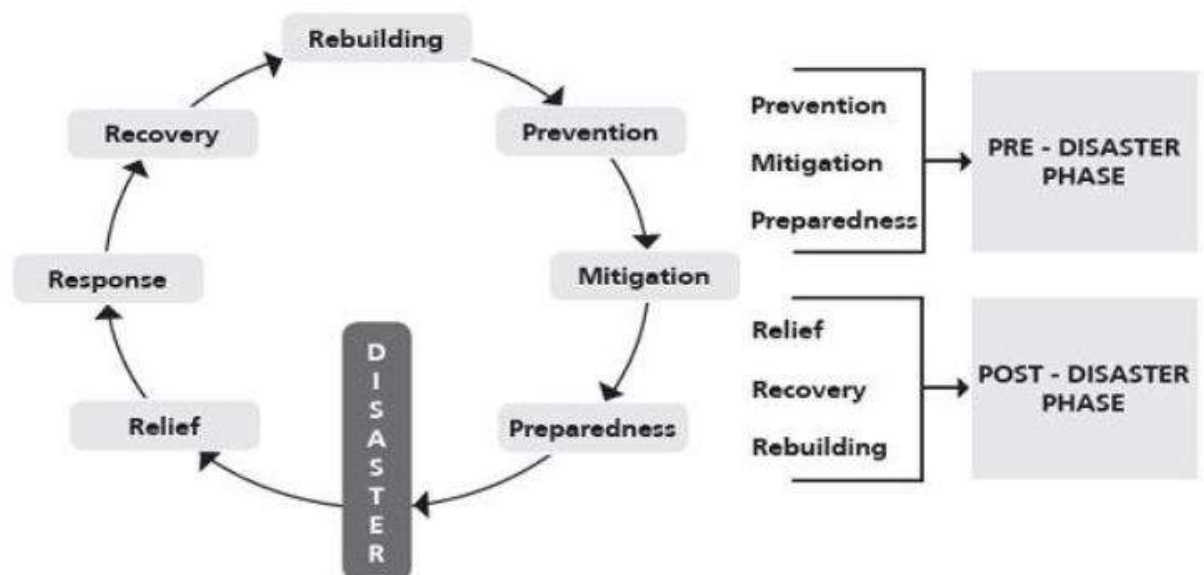 Rebuilding
Prevention
Mitigation
Preparedness
DISASTER
Relief
Response
Recovery
Prevention
Mitigation
Preparedness
PRE - DISASTER
PHASE
Relief
Recovery
Rebuilding
POST - DISASTER
PHASE